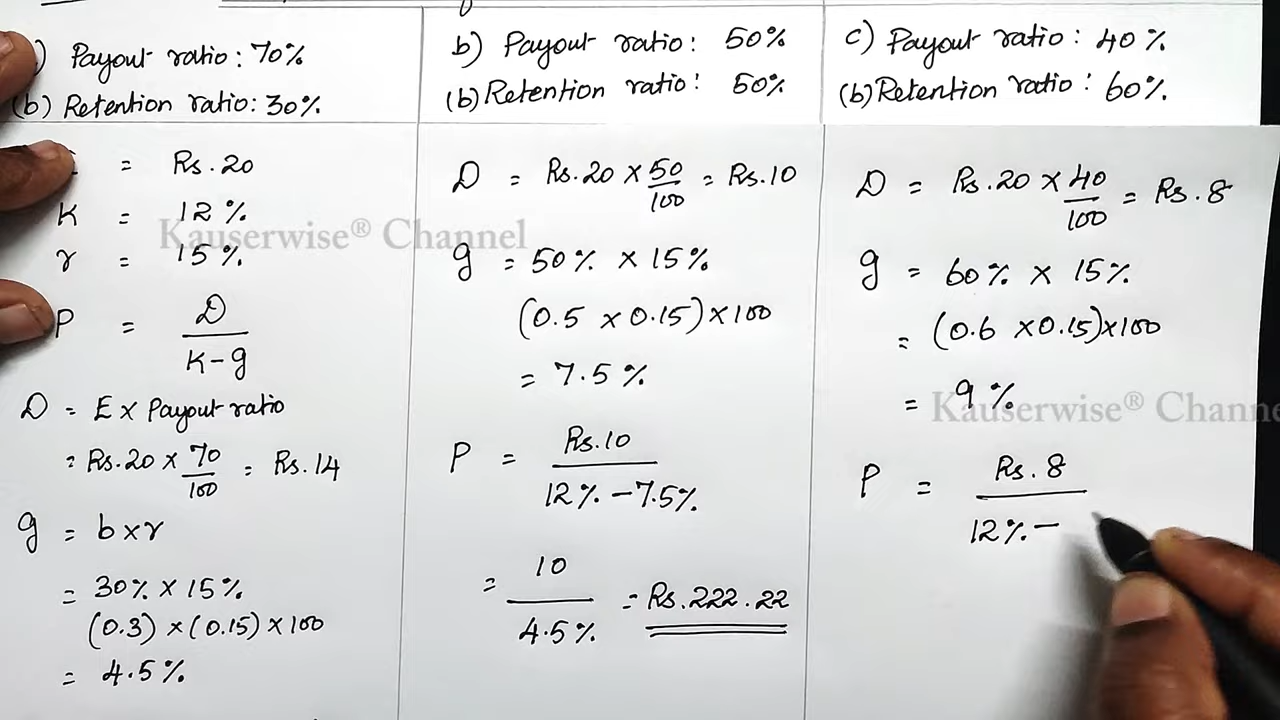 ) Payout ratio: 70%
(b) Retention ratio: 30%
= Rs.20
K = 12%
r = 15%
P = D
K-g
D = E x Payout ratio
= Rs.20 x 70/100 = Rs.14
g = b x r
= 30% x 15%
(0.3) x (0.15) x 100
= 4.5%
b) Payout ratio: 50%
(b) Retention ratio: 50%
D = Rs.20 x 50/100 = Rs.10
g = 50% x 15%
(0.5 x 0.15) x 100
= 7.5%
P = Rs.10
12% - 7.5%
= 10
4.5%
= Rs.222.22
c) Payout ratio: 40%
(b) Retention ratio: 60%
D = Rs.20 x 40/100 = Rs.8
g = 60% x 15%
= (0.6 x 0.15) x 100
= 9%
P = Rs.8
12% -
Kauserwise® Channel
Kauserwise® Channe